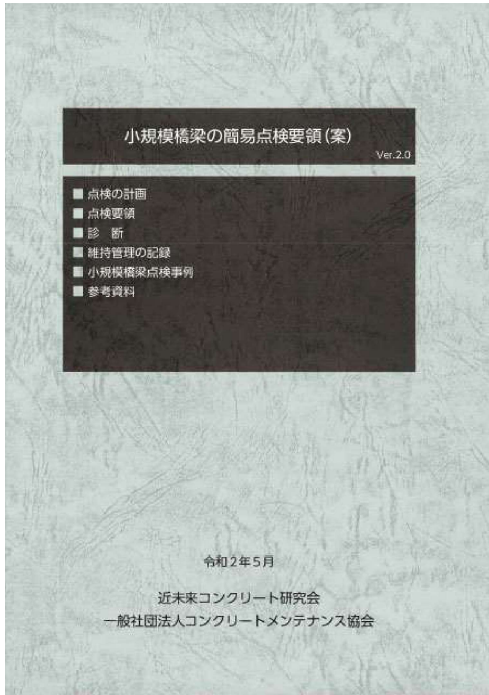 小規模橋梁の簡易点検要領(案)
Ver.2.0
■ 点検の計画
■ 点検要領
■ 診 断
■ 維持管理の記録
■ 小規模橋梁点検事例
■ 参考資料
令和2年5月
近未来コンクリート研究会
一般社団法人コンクリートメンテナンス協会